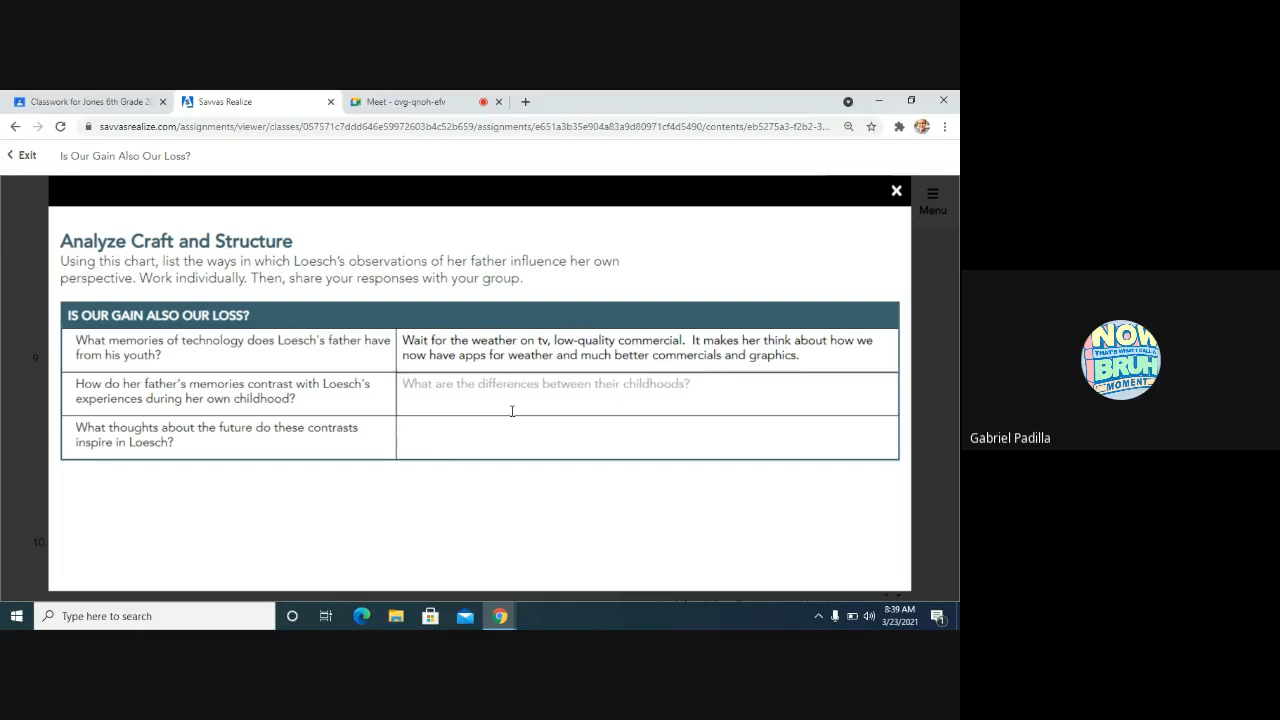 Classwork for Jones 6th Grade 20
Savvas Realize
Meet - ovg-qnoh-efv
savvasrealize.com/assignments/viewer/classes/057571c7ddd646e59972603b4c52b659/assignments/e651a3b35e904a83a9d80971cf4d5490/contents/eb5275a3-f2b2-3...
Exit
Is Our Gain Also Our Loss?
Menu
Analyze Craft and Structure
Using this chart, list the ways in which Loesch's observations of her father influence her own
perspective. Work individually. Then, share your responses with your group.
IS OUR GAIN ALSO OUR LOSS?
What memories of technology does Loesch's father have
from his youth?
Wait for the weather on tv, low-quality commercial. It makes her think about how we
now have apps for weather and much better commercials and graphics.
9
How do her father's memories contrast with Loesch's
experiences during her own childhood?
What are the differences between their childhoods?
What thoughts about the future do these contrasts
inspire in Loesch?
10
NOW
THAT'S WHAT I CALL A
BRUH
MOMENT
Gabriel Padilla
Type here to search
8:39 AM
3/23/2021
1